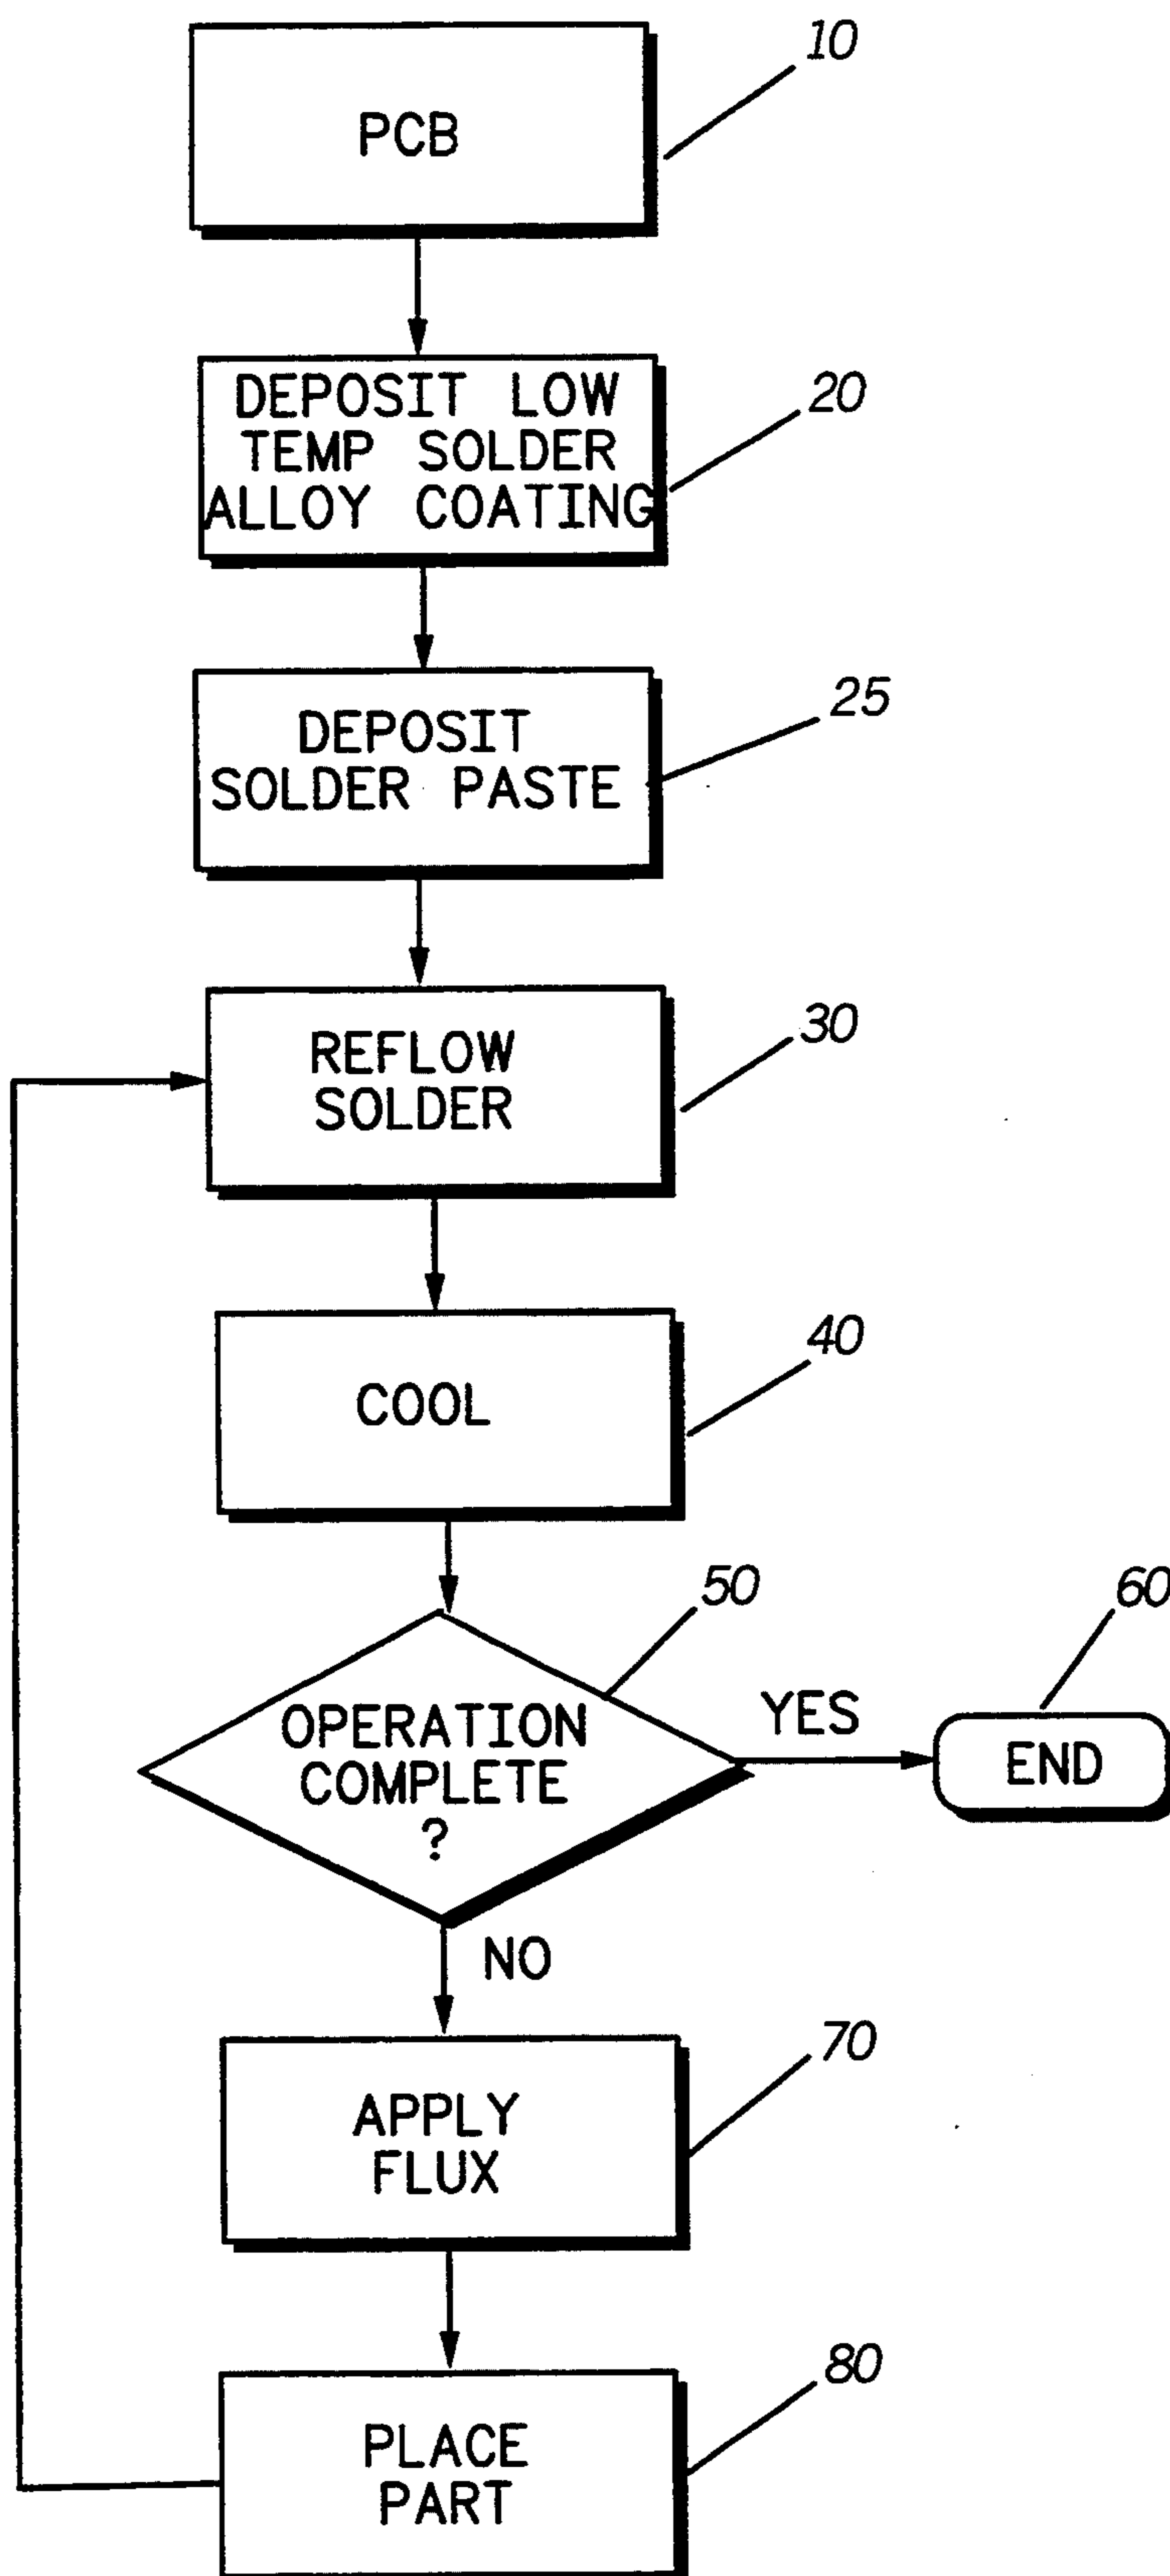 10
PCB
20
DEPOSIT LOW
TEMP SOLDER
ALLOY COATING
25
DEPOSIT
SOLDER PASTE
30
REFLOW
SOLDER
40
COOL
50
60
OPERATION
COMPLETE
?
YES
END
NO
70
APPLY
FLUX
80
PLACE
PART